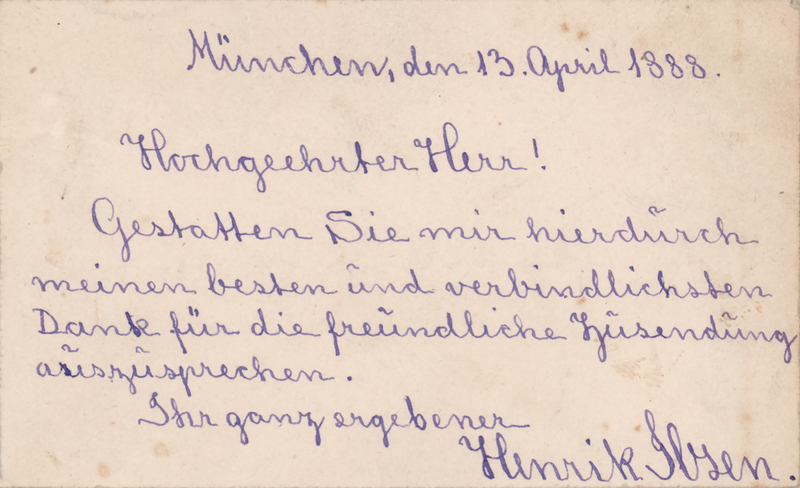 München, den 13. April 1888.
Hochgeehrter Herr!
Gestatten Sie mir hierdurch
meinen besten und verbindlichsten
Dank für die freundliche Zusendung
auszusprechen.
Ihr ganz ergebener
Henrik Ibsen.